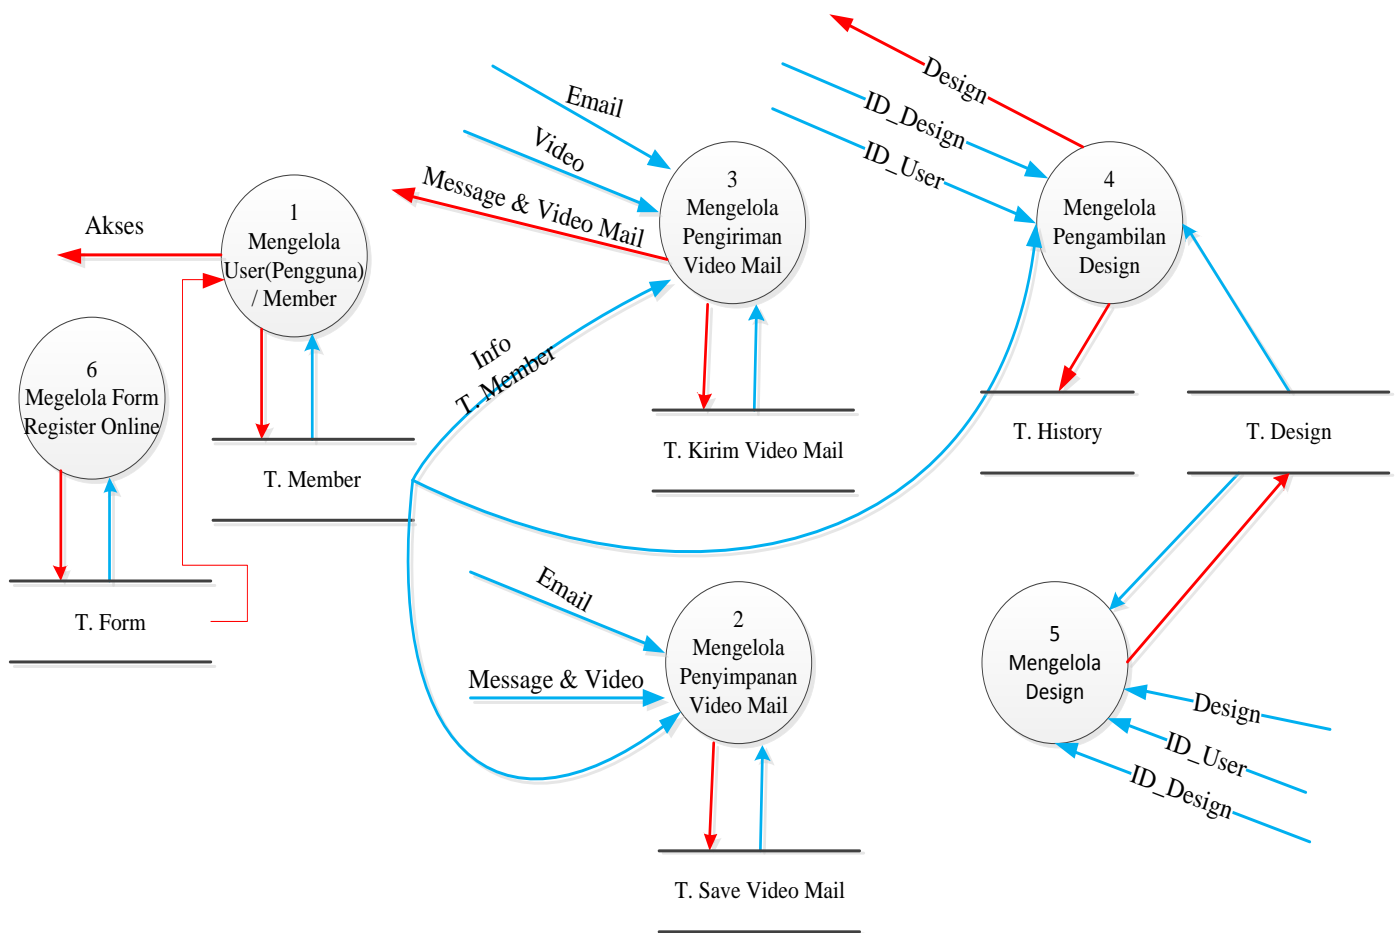 Design
ID_Design
ID_User
Email
Video
Message & Video Mail
3
Mengelola
Pengiriman
Video Mail
4
Mengelola
Pengambilan
Design
Akses
1
Mengelola
User(Pengguna)
/ Member
Info
T. Member
6
Megelola Form
Register Online
T. Member
T. Kirim Video Mail
T. History
T. Design
T. Form
Email
Message & Video
2
Mengelola
Penyimpanan
Video Mail
5
Mengelola
Design
Design
ID_User
ID_Design
T. Save Video Mail